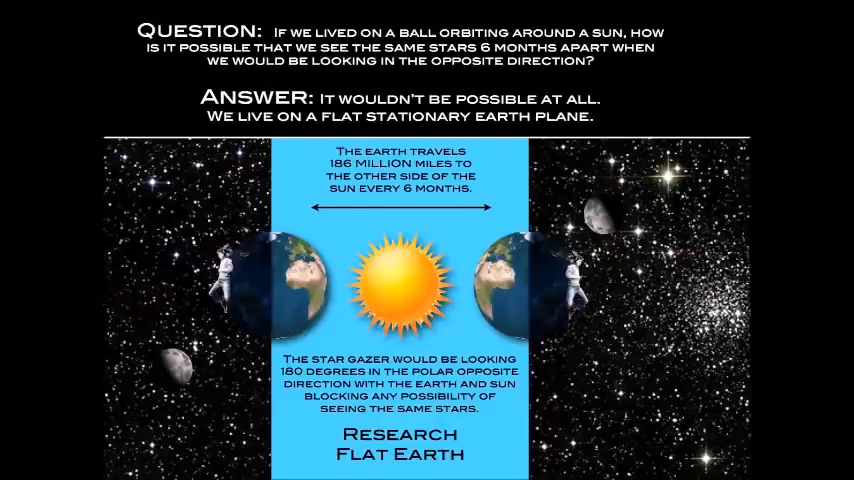 QUESTION: IF WE LIVED ON A BALL ORBITING AROUND A SUN, HOW
IS IT POSSIBLE THAT WE SEE THE SAME STARS 6 MONTHS APART WHEN
WE WOULD BE LOOKING IN THE OPPOSITE DIRECTION?
ANSWER: IT WOULDN'T BE POSSIBLE AT ALL.
WE LIVE ON A FLAT STATIONARY EARTH PLANE.
THE EARTH TRAVELS
186 MILLION MILES TO
THE OTHER SIDE OF THE
SUN EVERY 6 MONTHS.
THE STAR GAZER WOULD BE LOOKING
180 DEGREES IN THE POLAR OPPOSITE
DIRECTION WITH THE EARTH AND SUN
BLOCKING ANY POSSIBILITY OF
SEEING THE SAME STARS.
RESEARCH
FLAT EARTH